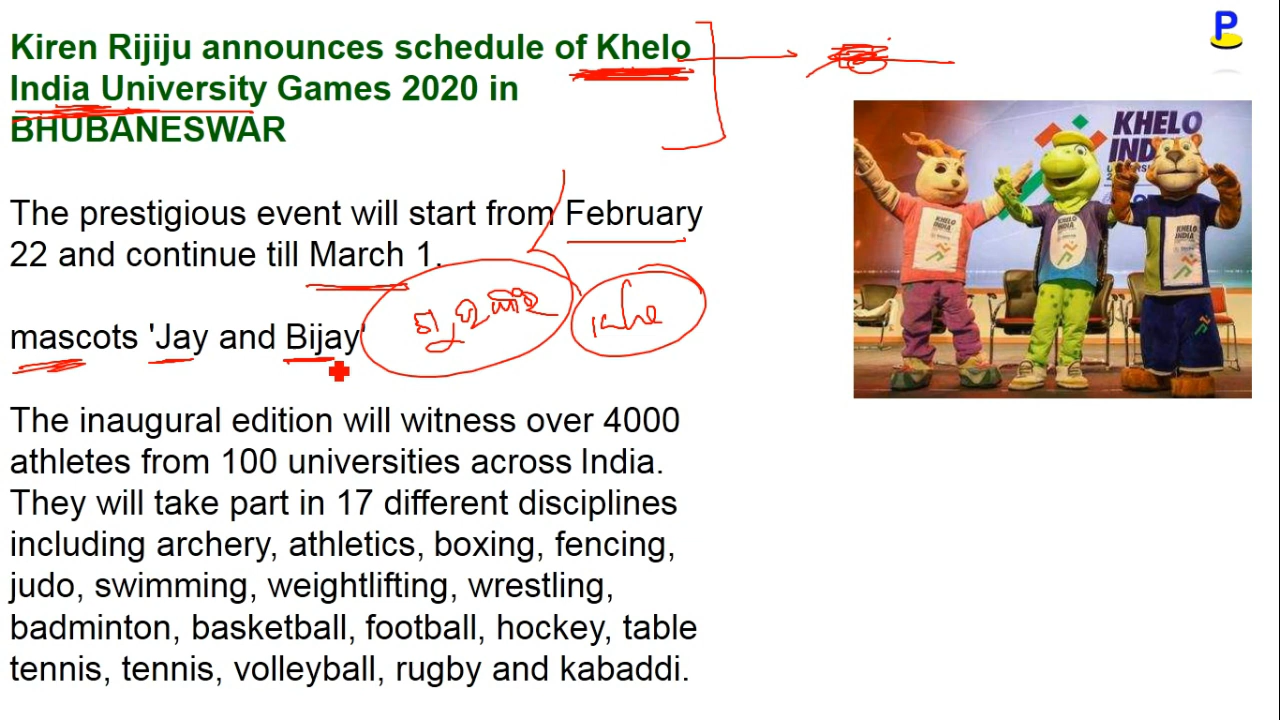 Kiren Rijiju announces schedule of Khelo
India University Games 2020 in
BHUBANESWAR
The prestigious event will start from February
22 and continue till March 1.
mascots 'Jay and Bijay'
The inaugural edition will witness over 4000
athletes from 100 universities across India.
They will take part in 17 different disciplines
including archery, athletics, boxing, fencing,
judo, swimming, weightlifting, wrestling,
badminton, basketball, football, hockey, table
tennis, tennis, volleyball, rugby and kabaddi.
P
KHELO
KHELO
INDIA
KHELO
INDIA
KHELO
INDIA